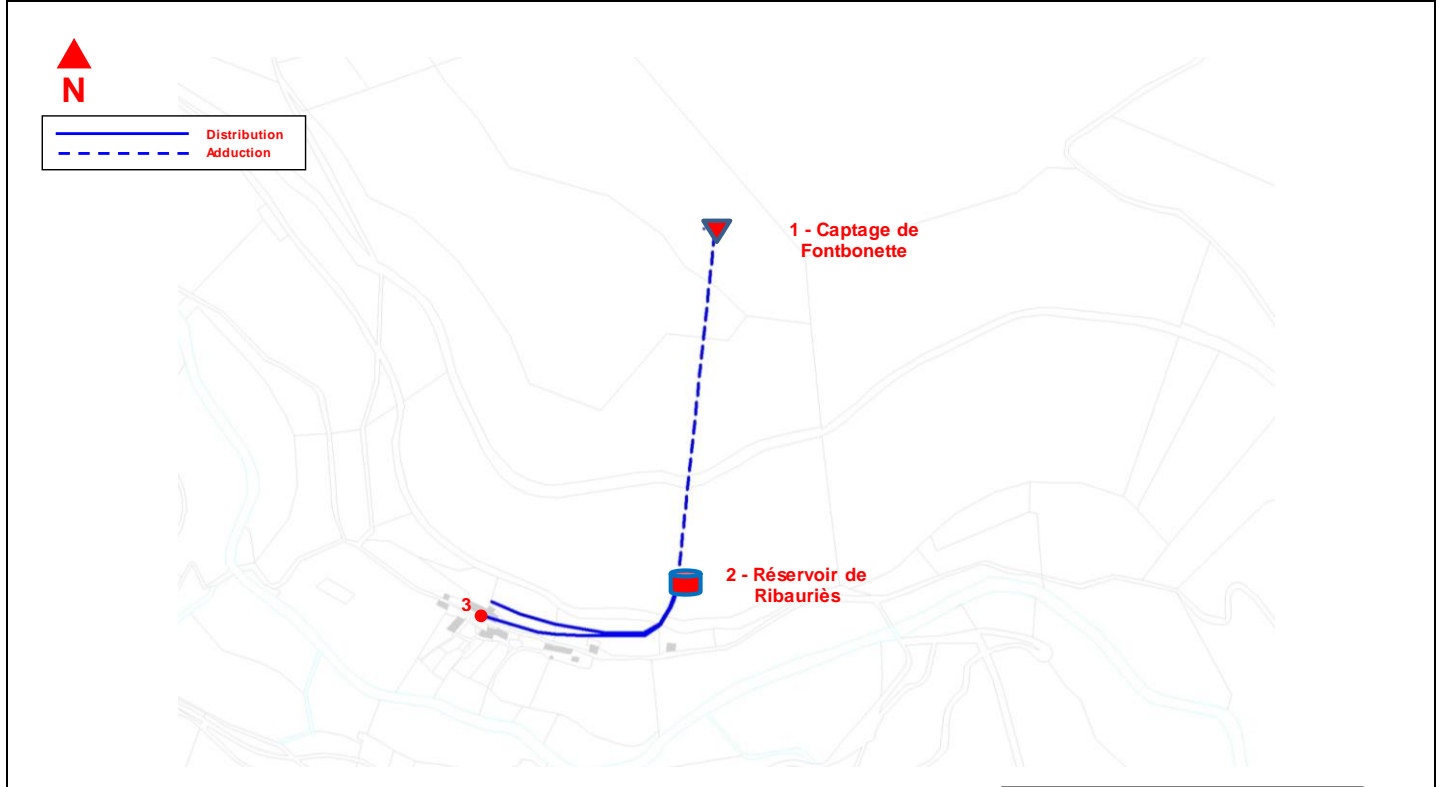 N
Distribution
Adduction
1 - Captage de
Fontbonette
2 - Réservoir de
Ribauriès
3